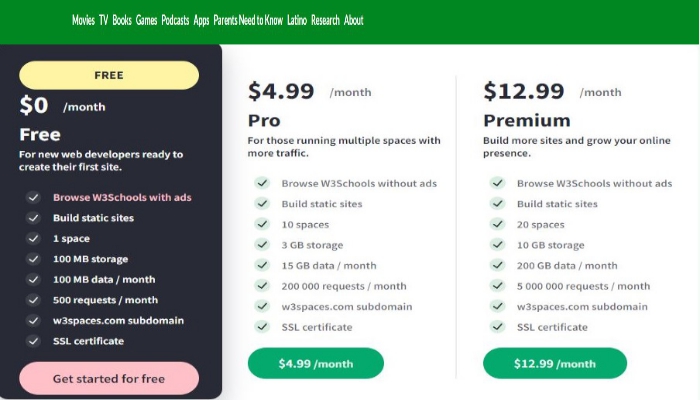 Movies TV Books Games Podcasts Apps Parents Need to Know Latino Research About
FREE
$0 /month
Free
For new web developers ready to
create their first site.
Browse W3Schools with ads
Build static sites
1 space
100 MB storage
100 MB data / month
500 requests / month
w3spaces.com subdomain
SSL certificate
Get started for free
$4.99 /month
Pro
For those running multiple spaces with
more traffic.
Browse W3Schools without ads
Build static sites
10 spaces
3 GB storage
15 GB data / month
200 000 requests / month
w3spaces.com subdomain
SSL certificate
$4.99 /month
$12.99 /month
Premium
Build more sites and grow your online
presence.
Browse W3Schools without ads
Build static sites
20 spaces
10 GB storage
200 GB data / month
5 000 000 requests / month
w3spaces.com subdomain
SSL certificate
$12.99 /month